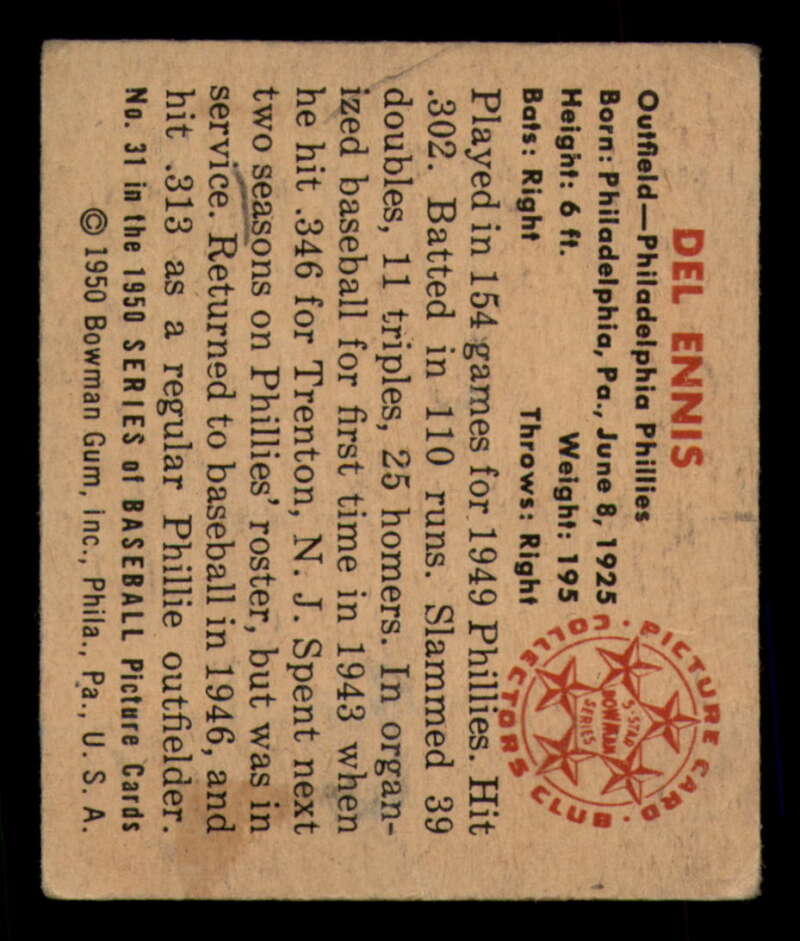 DEL ENNIS
Outfield—Philadelphia Phillies
Born: Philadelphia, Pa., June 8, 1925
Height: 6 ft. Weight: 195
Bats: Right Throws: Right
PICTURE CARD · COLLECTORS CLUB ·
5-STAR
BOWMAN
SERIES
Played in 154 games for 1949 Phillies. Hit
.302. Batted in 110 runs. Slammed 39
doubles, 11 triples, 25 homers. In organ-
ized baseball for first time in 1943 when
he hit .346 for Trenton, N. J. Spent next
two seasons on Phillies' roster, but was in
service. Returned to baseball in 1946, and
hit .313 as a regular Phillie outfielder.
No. 31 in the 1950 SERIES of BASEBALL Picture Cards
© 1950 Bowman Gum, inc., Phila., Pa., U. S. A.